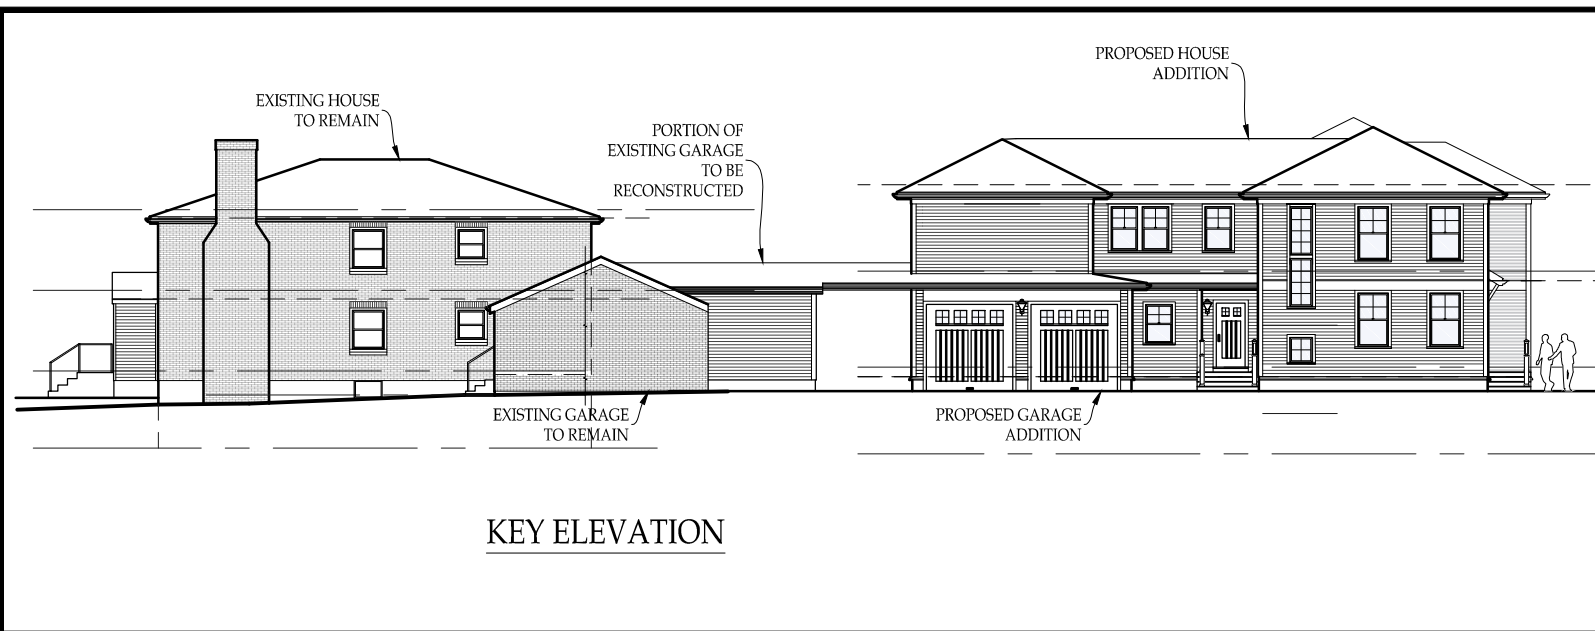 PROPOSED HOUSE
ADDITION
EXISTING HOUSE
TO REMAIN
PORTION OF
EXISTING GARAGE
TO BE
RECONSTRUCTED
EXISTING GARAGE
TO REMAIN
PROPOSED GARAGE
ADDITION
KEY ELEVATION